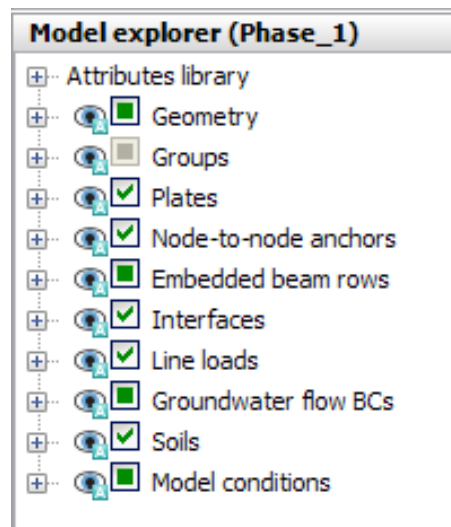 Model explorer (Phase_1)
Attributes library
Geometry
Groups
Plates
Node-to-node anchors
Embedded beam rows
Interfaces
Line loads
Groundwater flow BCs
Soils
Model conditions